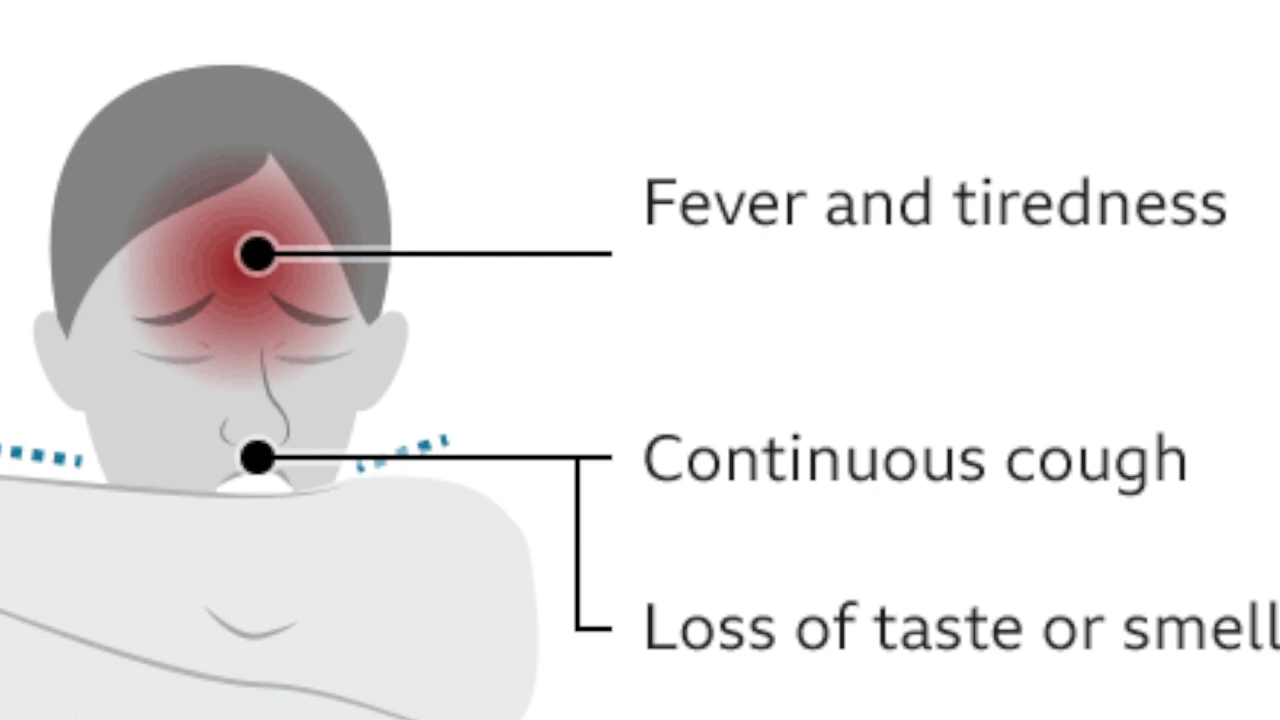 Fever and tiredness
Continuous cough
Loss of taste or smell